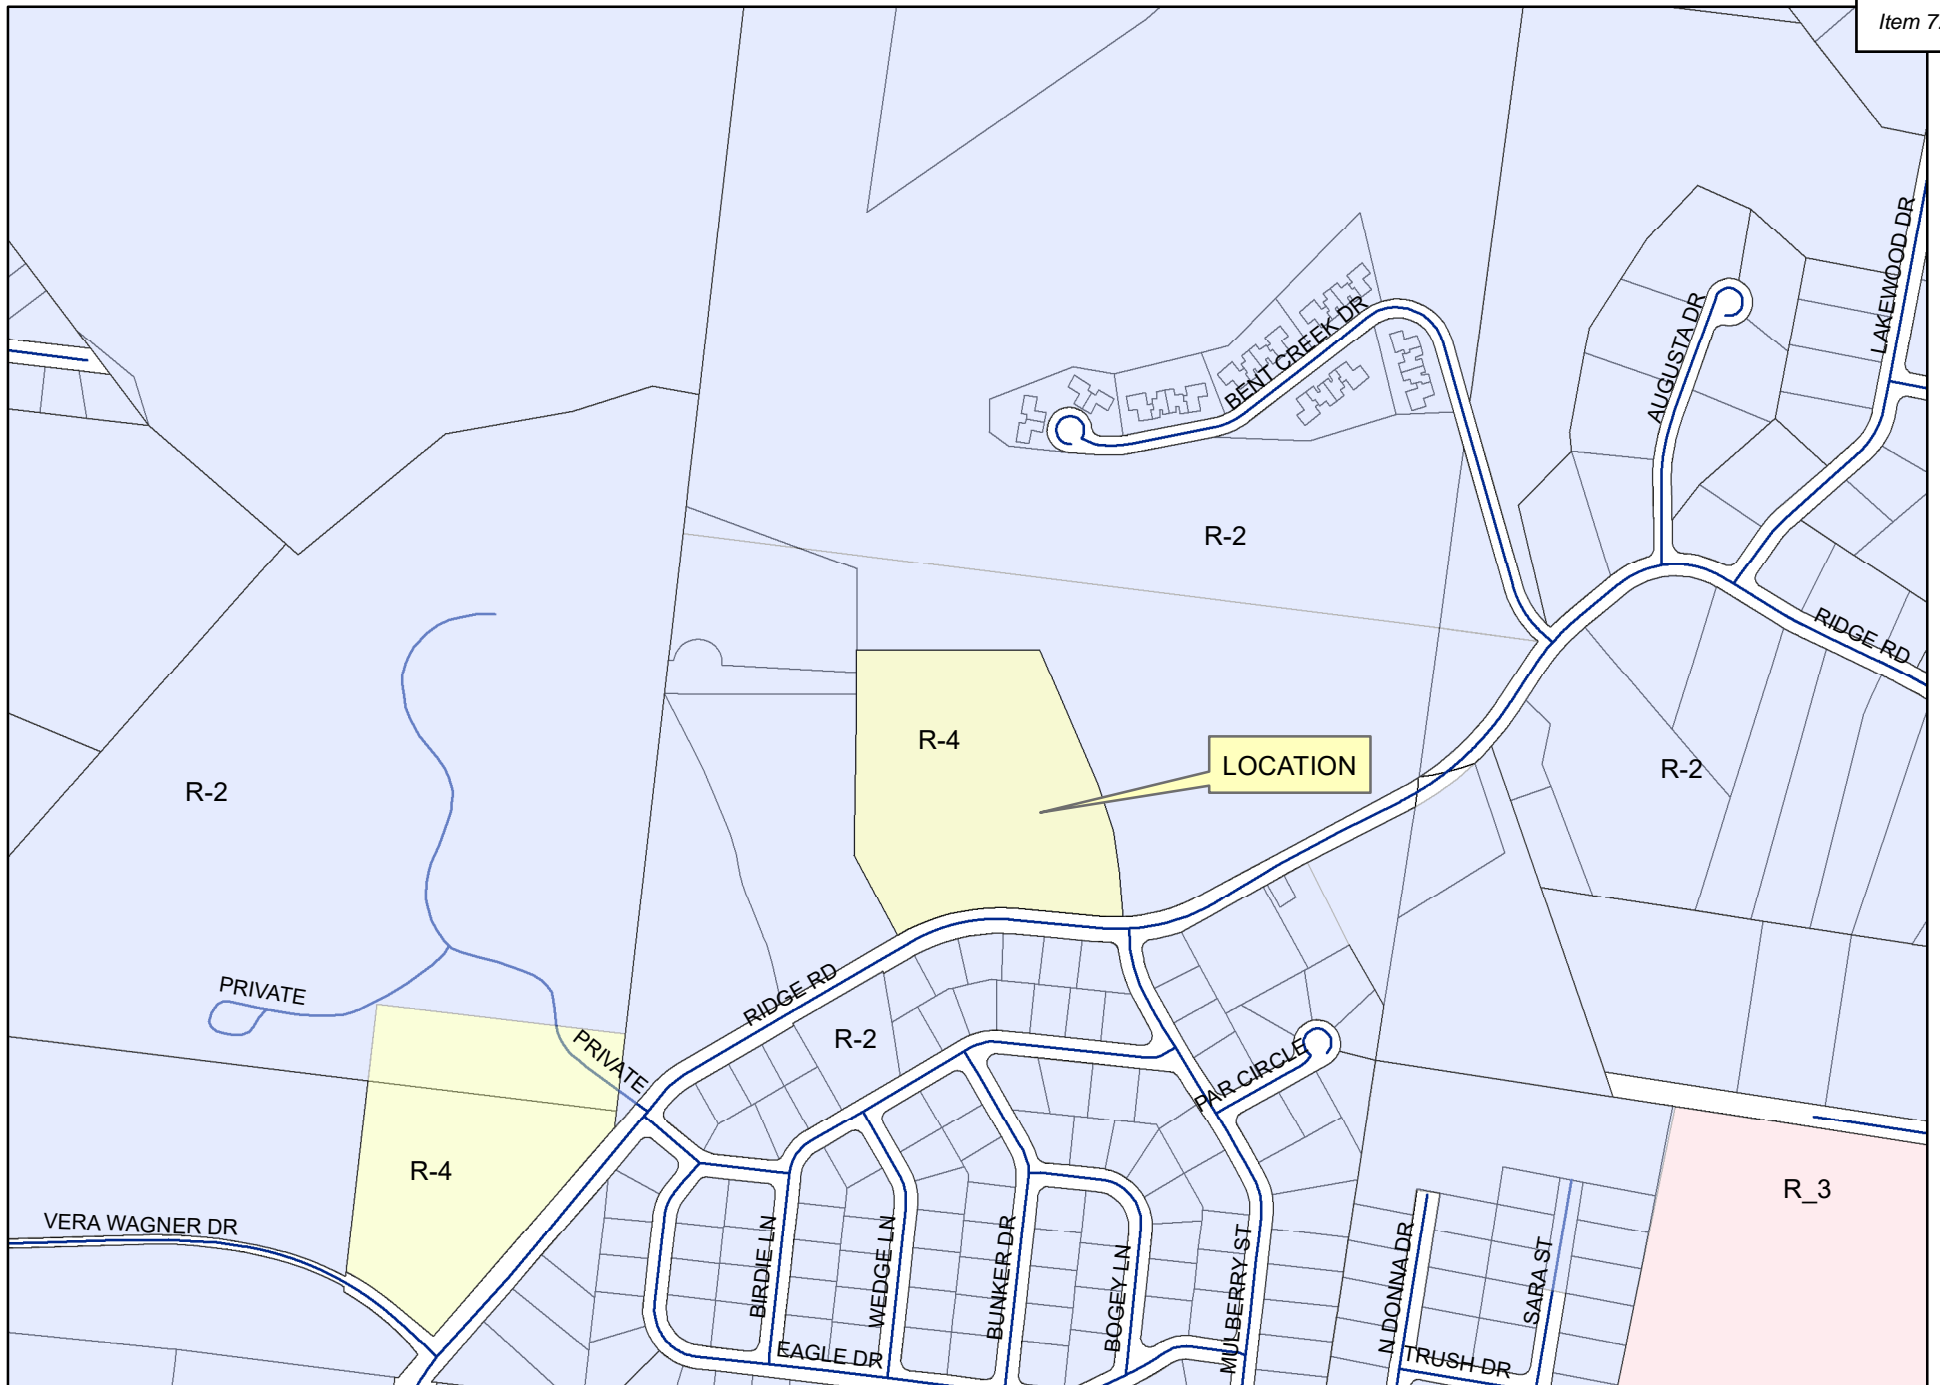 Item 7.
LAKEWOOD DR
AUGUSTA DR
BENT CREEK DR
R-2
RIDGE RD
R-4
LOCATION
R-2
R-2
PRIVATE
RIDGE RD
R-2
PRIVATE
PAR CIRCLE
R-4
R_3
VERA WAGNER DR
BIRDIE LN
WEDGE LN
BUNKER DR
BOGEY LN
MULBERRY ST
N DONNA DR
SARA ST
EAGLE DR
TRUSH DR